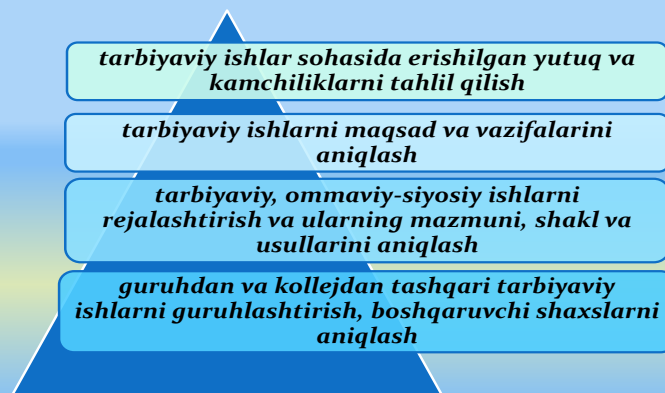 tarbiyaviy ishlar sohasida erishilgan yutuq va
kamchiliklarni tahlil qilish
tarbiyaviy ishlarni maqsad va vazifalarini
aniqlash
tarbiyaviy, ommaviy-siyosiy ishlarni
rejalashtirish va ularning mazmuni, shakl va
usullarini aniqlash
guruhdan va kollejdan tashqari tarbiyaviy
ishlarni guruhlashtirish, boshqaruvchi shaxslarni
aniqlash